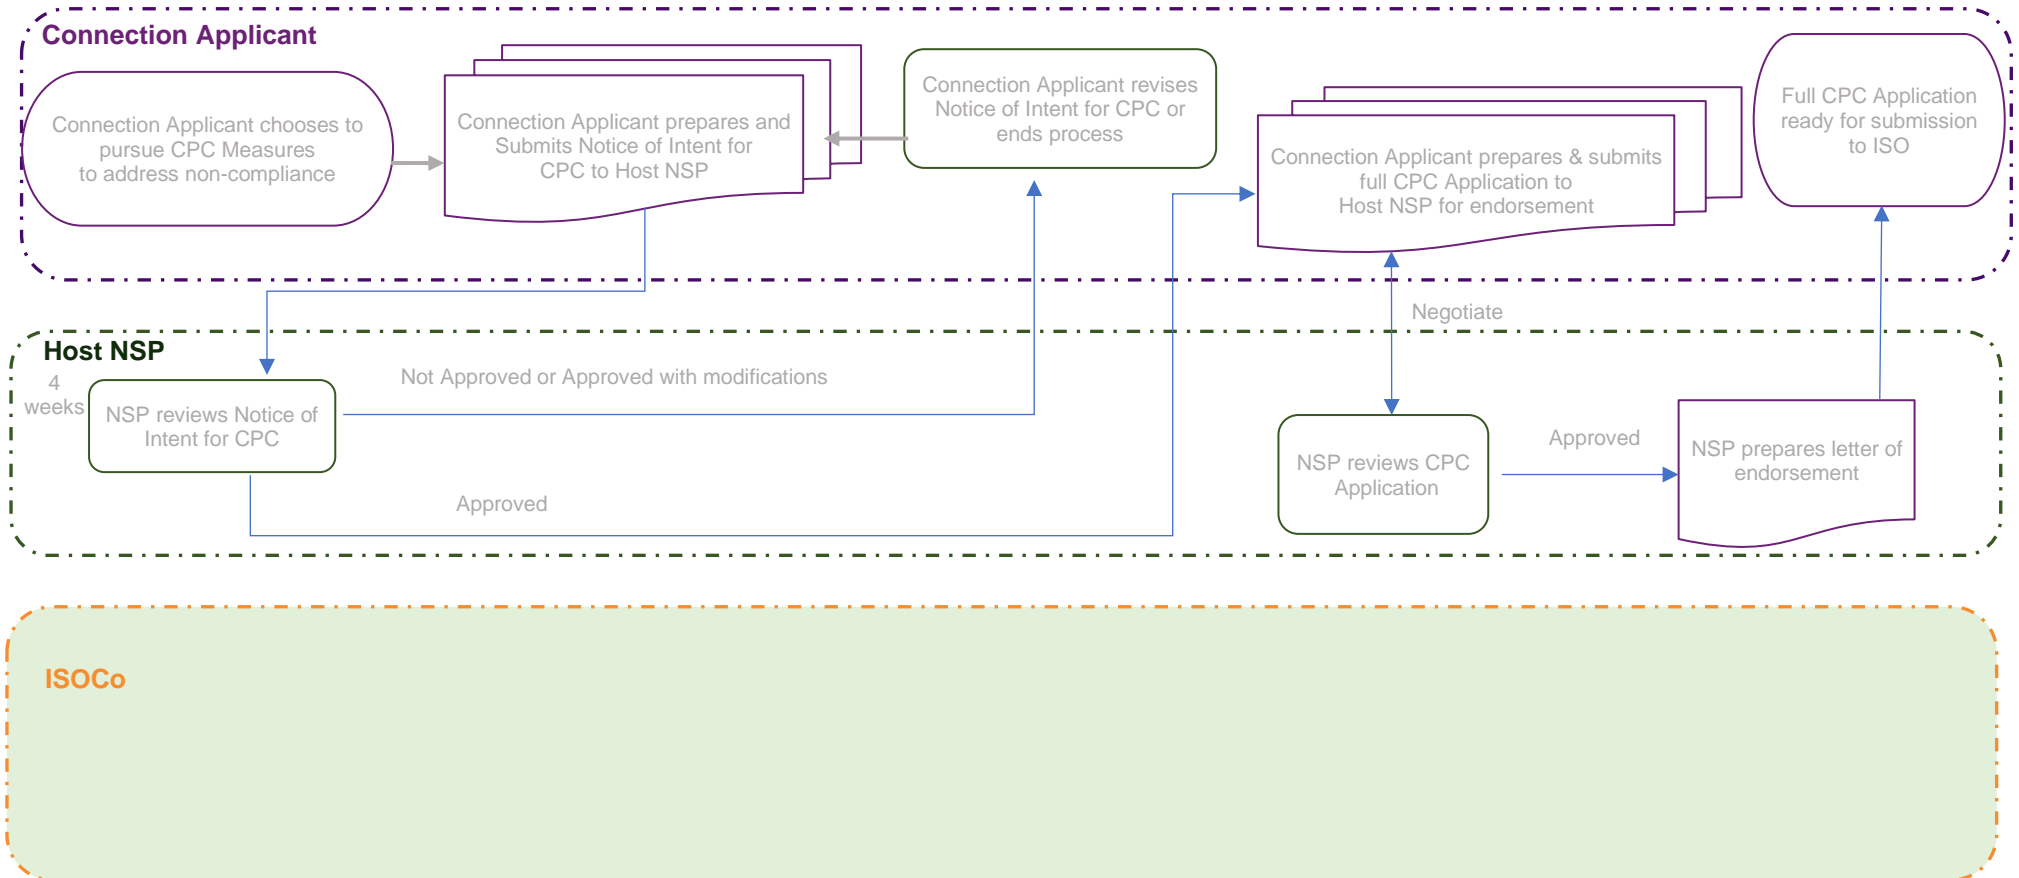 Connection Applicant
Connection Applicant chooses to
pursue CPC Measures
to address non-compliance
Connection Applicant prepares and
Submits Notice of Intent for
CPC to Host NSP
Connection Applicant revises
Notice of Intent for CPC or
ends process
Connection Applicant prepares & submits
full CPC Application to
Host NSP for endorsement
Full CPC Application
ready for submission
to ISO
Negotiate
Host NSP
4
weeks
NSP reviews Notice of
Intent for CPC
Not Approved or Approved with modifications
Approved
NSP reviews CPC
Application
Approved
NSP prepares letter of
endorsement
ISOCo